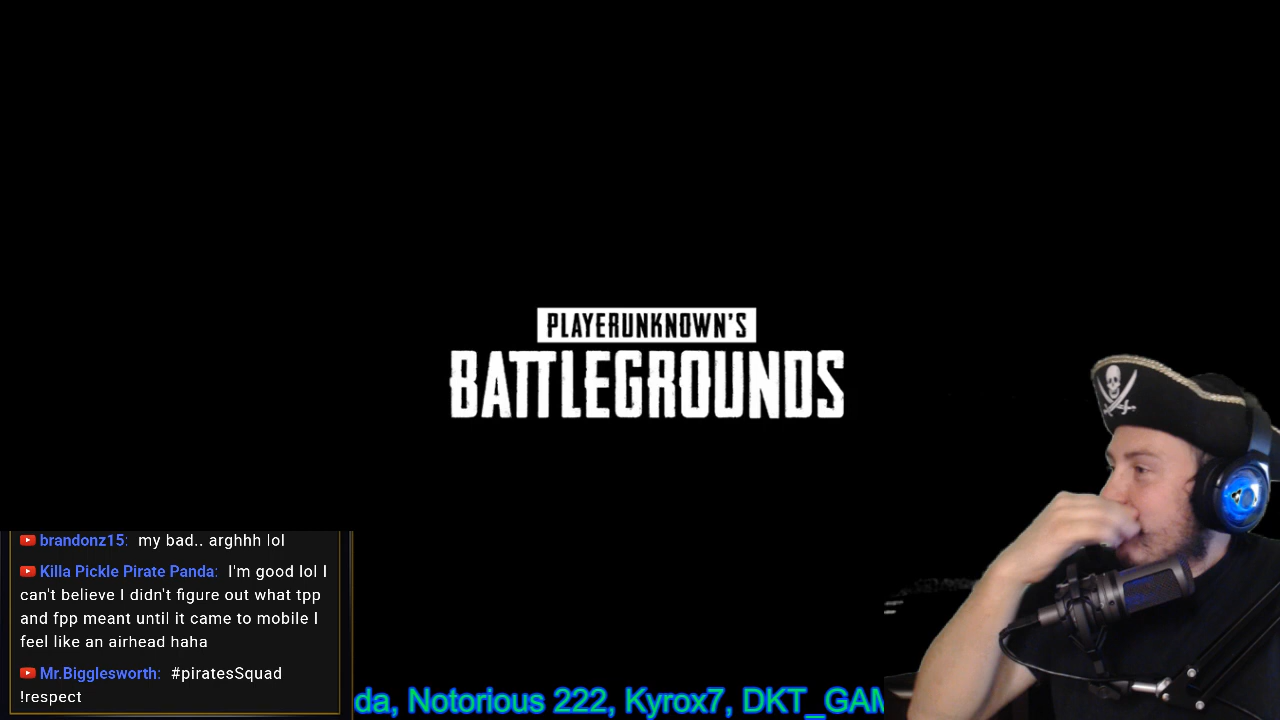 PLAYERUNKNOWN'S
BATTLEGROUNDS
brandonz15: my bad.. arghhh lol
Killa Pickle Pirate Panda: I'm good lol I
can't believe I didn't figure out what tpp
and fpp meant until it came to mobile I
feel like an airhead haha
Mr.Bigglesworth: #piratesSquad
!respect
da, Notorious 222, Kyrox7, DKT_GAM